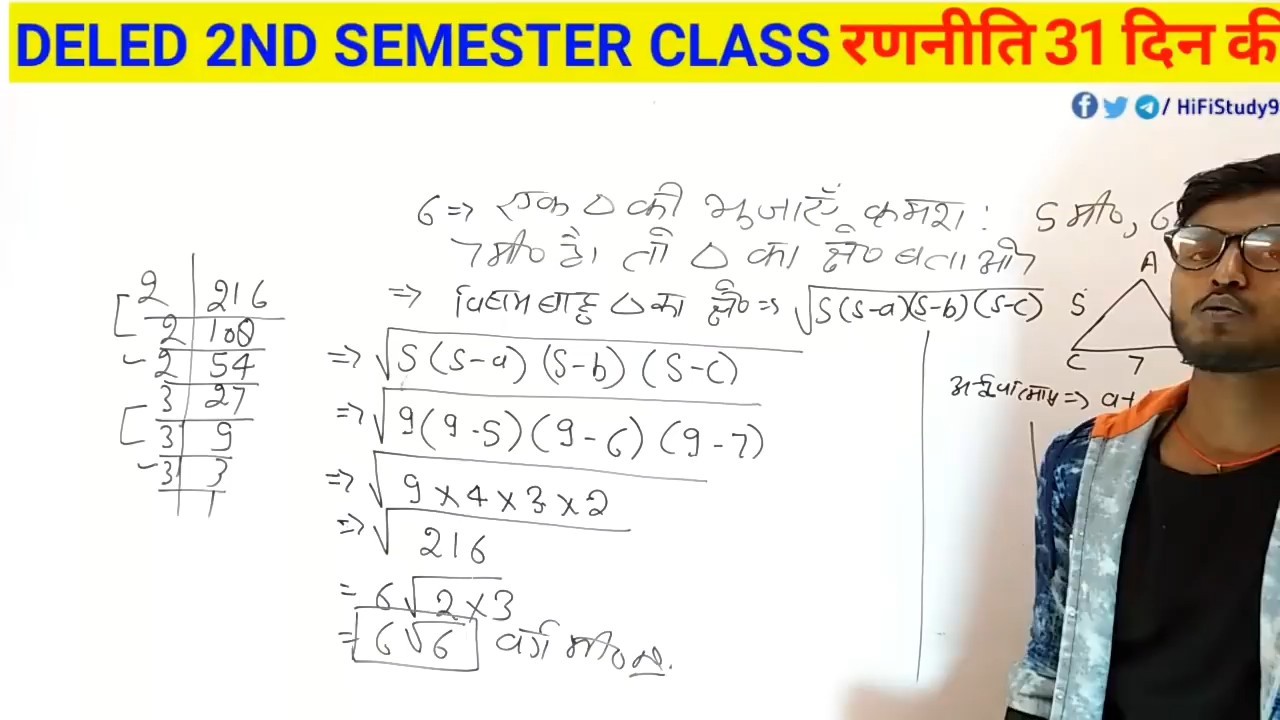 DELED 2ND SEMESTER CLASS रणनीति 31 दिन की
/ HiFiStudy9
6 => एक △ की भुजाएँ क्रमश: 5 मी०, 6
7 मी० है। तो △ का क्षे० बताओ?
=> विषमबाहु △ का क्षे० => √S(S-a)(S-b)(S-c)
=> √S(S-a)(S-b)(S-c)
=> √9(9-5)(9-6)(9-7)
=> √9×4×3×2
=> √216
= 6√2×3
= 6√6 वर्ग मी०
2 216
2 108
2 54
3 27
3 9
3 3
1
A
5
C 7
अर्द्धपरिमाप => a+